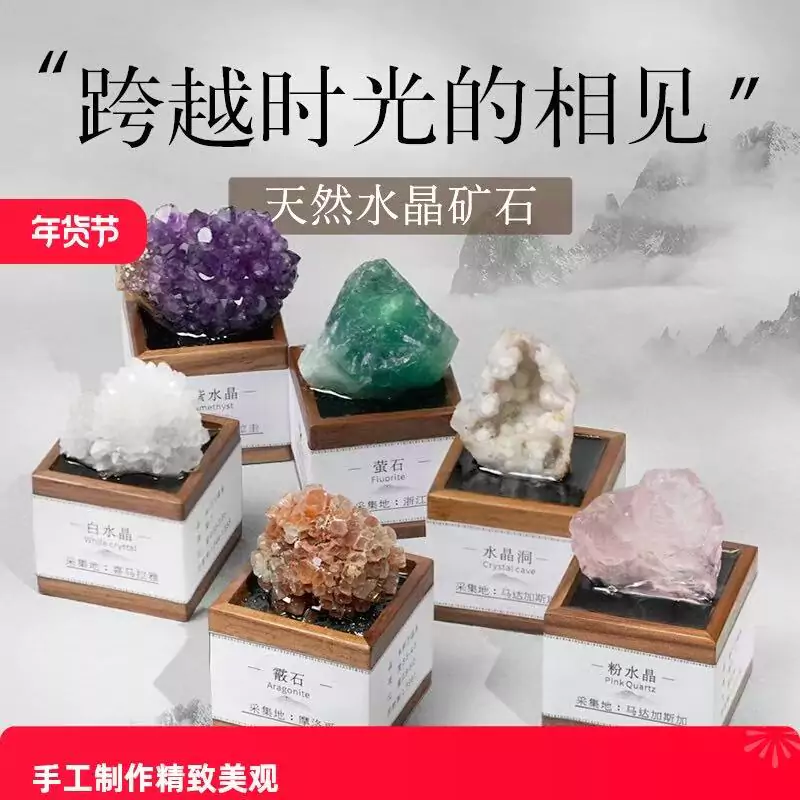 “跨越时光的相见”
天然水晶矿石
年货节
紫水晶
methyst
萤石
Fluorite
采集地:浙江
白水晶
White crystal
采集地:喜马拉雅
水晶洞
Crystal cave
采集地:马达加斯
霰石
Aragonite
采集地:摩洛哥
粉水晶
Pink Quartz
采集地:马达加斯加
手工制作精致美观